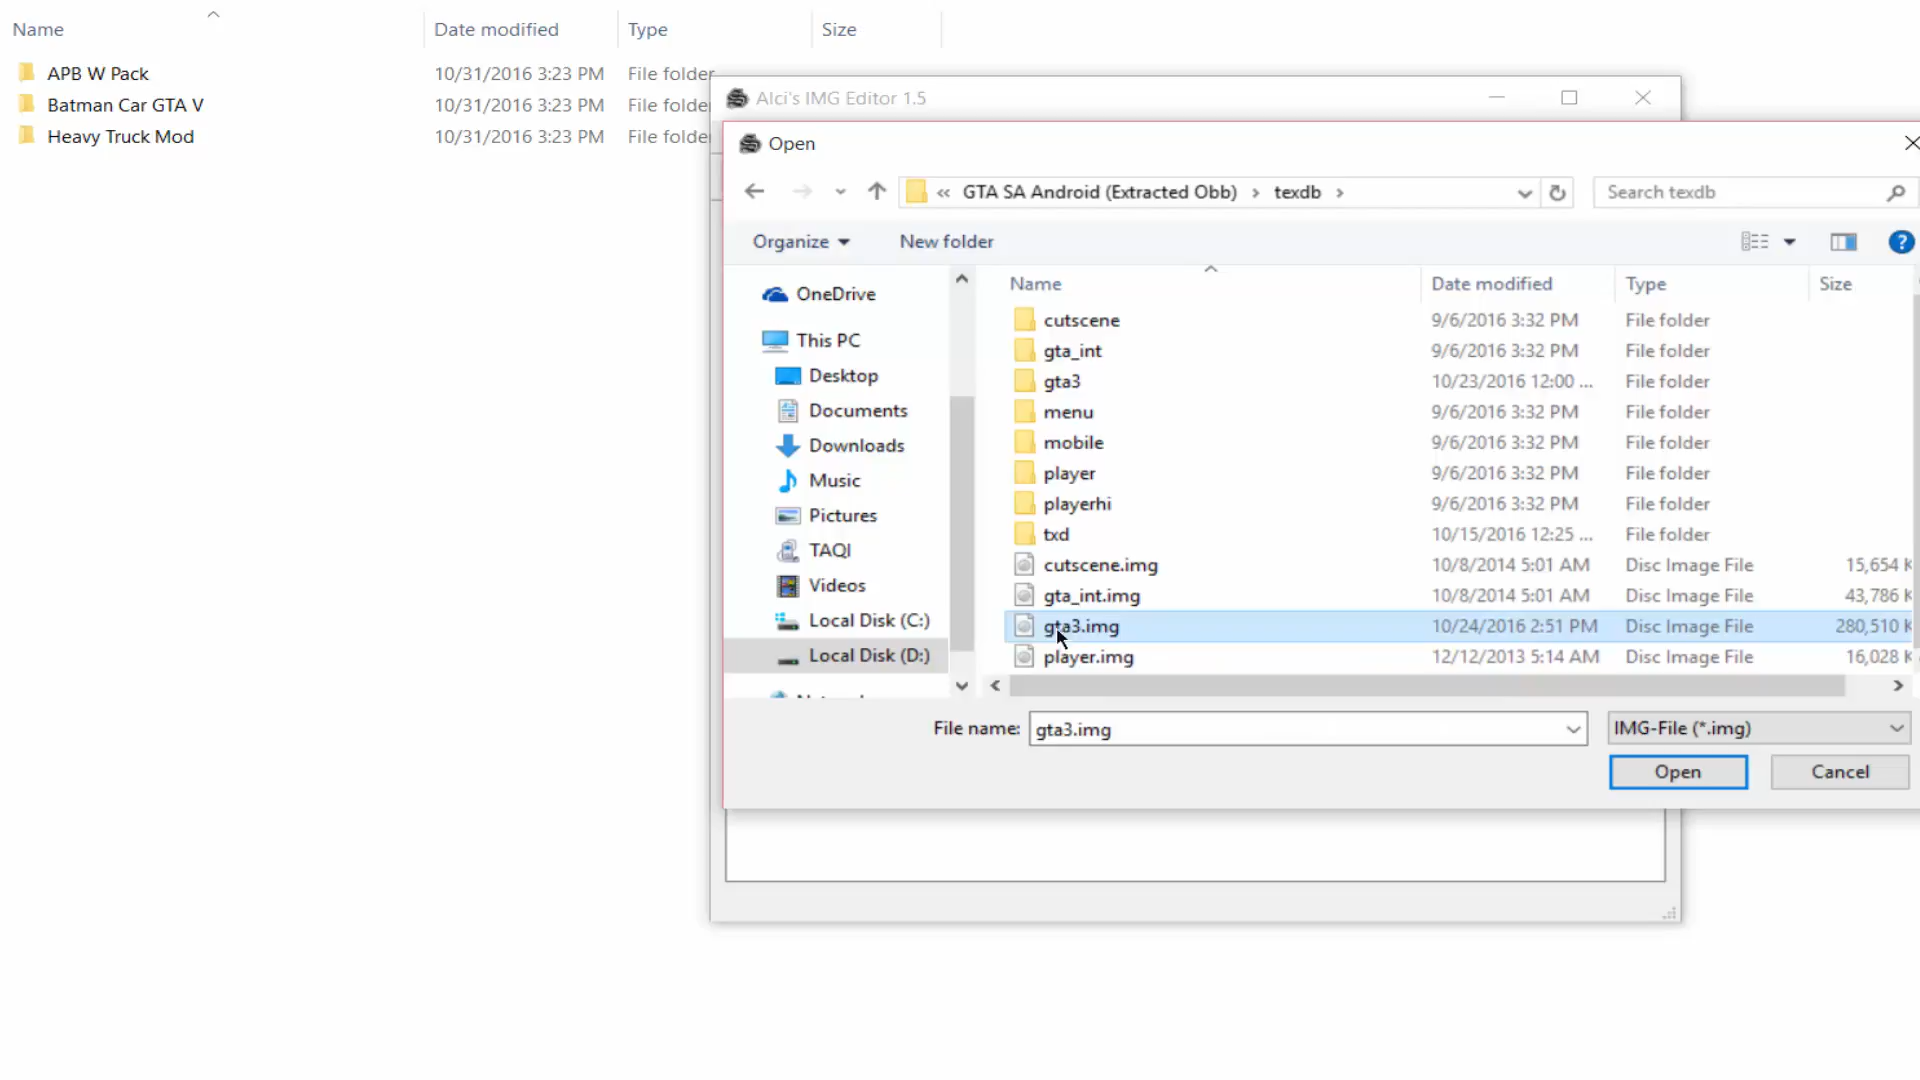 Name Date modified Type Size
APB W Pack 10/31/2016 3:23 PM File folder
Batman Car GTA V 10/31/2016 3:23 PM File folde
Heavy Truck Mod 10/31/2016 3:23 PM File folde
Alci's IMG Editor 1.5
Open
« GTA SA Android (Extracted Obb) > texdb > Search texdb
Organize New folder ?
OneDrive
This PC
Desktop
Documents
Downloads
Music
Pictures
TAQI
Videos
Local Disk (C:)
Local Disk (D:)
Name Date modified Type Size
cutscene 9/6/2016 3:32 PM File folder
gta_int 9/6/2016 3:32 PM File folder
gta3 10/23/2016 12:00 ... File folder
menu 9/6/2016 3:32 PM File folder
mobile 9/6/2016 3:32 PM File folder
player 9/6/2016 3:32 PM File folder
playerhi 9/6/2016 3:32 PM File folder
txd 10/15/2016 12:25 ... File folder
cutscene.img 10/8/2014 5:01 AM Disc Image File 15,654 K
gta_int.img 10/8/2014 5:01 AM Disc Image File 43,786 K
gta3.img 10/24/2016 2:51 PM Disc Image File 280,510 K
player.img 12/12/2013 5:14 AM Disc Image File 16,028 K
File name: gta3.img IMG-File (*.img)
Open Cancel